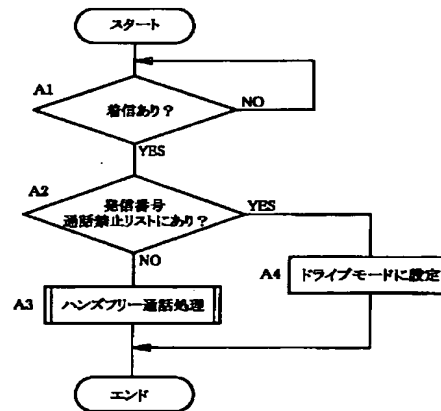 スタート
A1
着信あり?
NO
YES
A2
発信番号
通話禁止リストにあり?
YES
NO
A4
ドライブモードに設定
A3
ハンズフリー通話処理
エンド